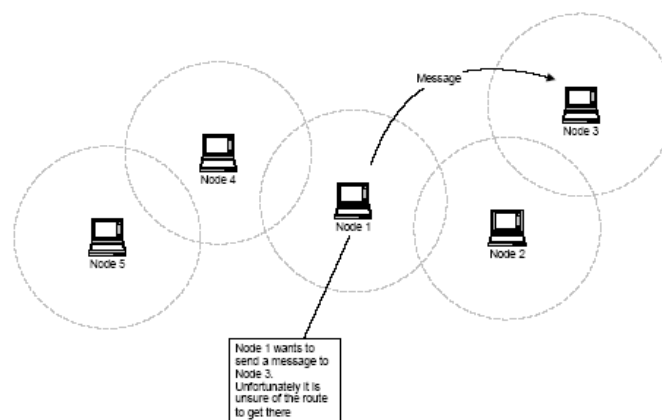 Message
Node 3
Node 4
Node 1
Node 2
Node 5
Node 1 wants to
send a message to
Node 3.
Unfortunately it is
unsure of the route
to get there